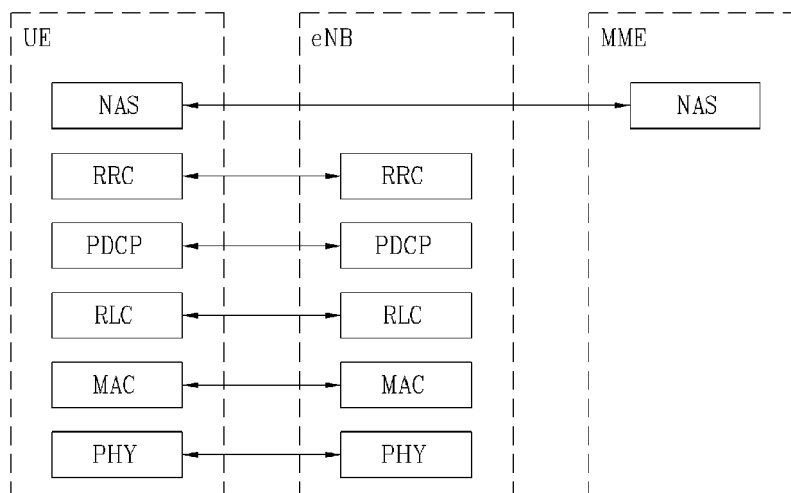 UE eNB MME
NAS NAS
RRC RRC
PDCP PDCP
RLC RLC
MAC MAC
PHY PHY